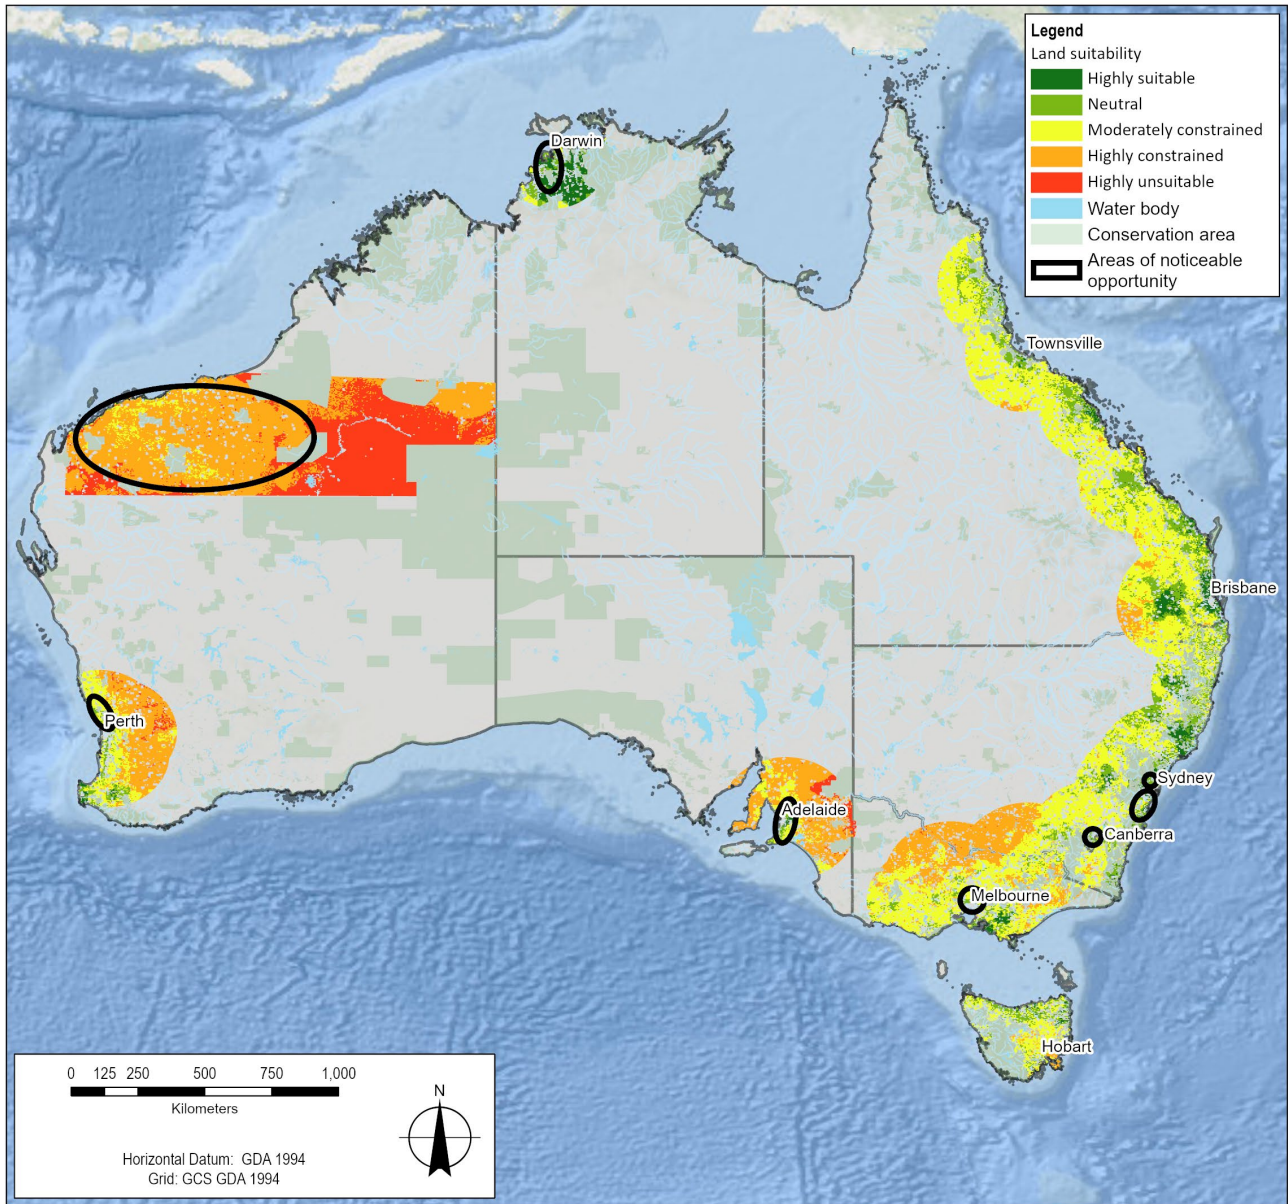 Legend
Land suitability
Highly suitable
Neutral
Moderately constrained
Highly constrained
Highly unsuitable
Water body
Conservation area
Areas of noticeable
opportunity
Darwin
Townsville
Brisbane
Perth
Sydney
Adelaide
Canberra
Melbourne
Hobart
0 125 250 500 750 1,000
Kilometers
N
Horizontal Datum: GDA 1994
Grid: GCS GDA 1994